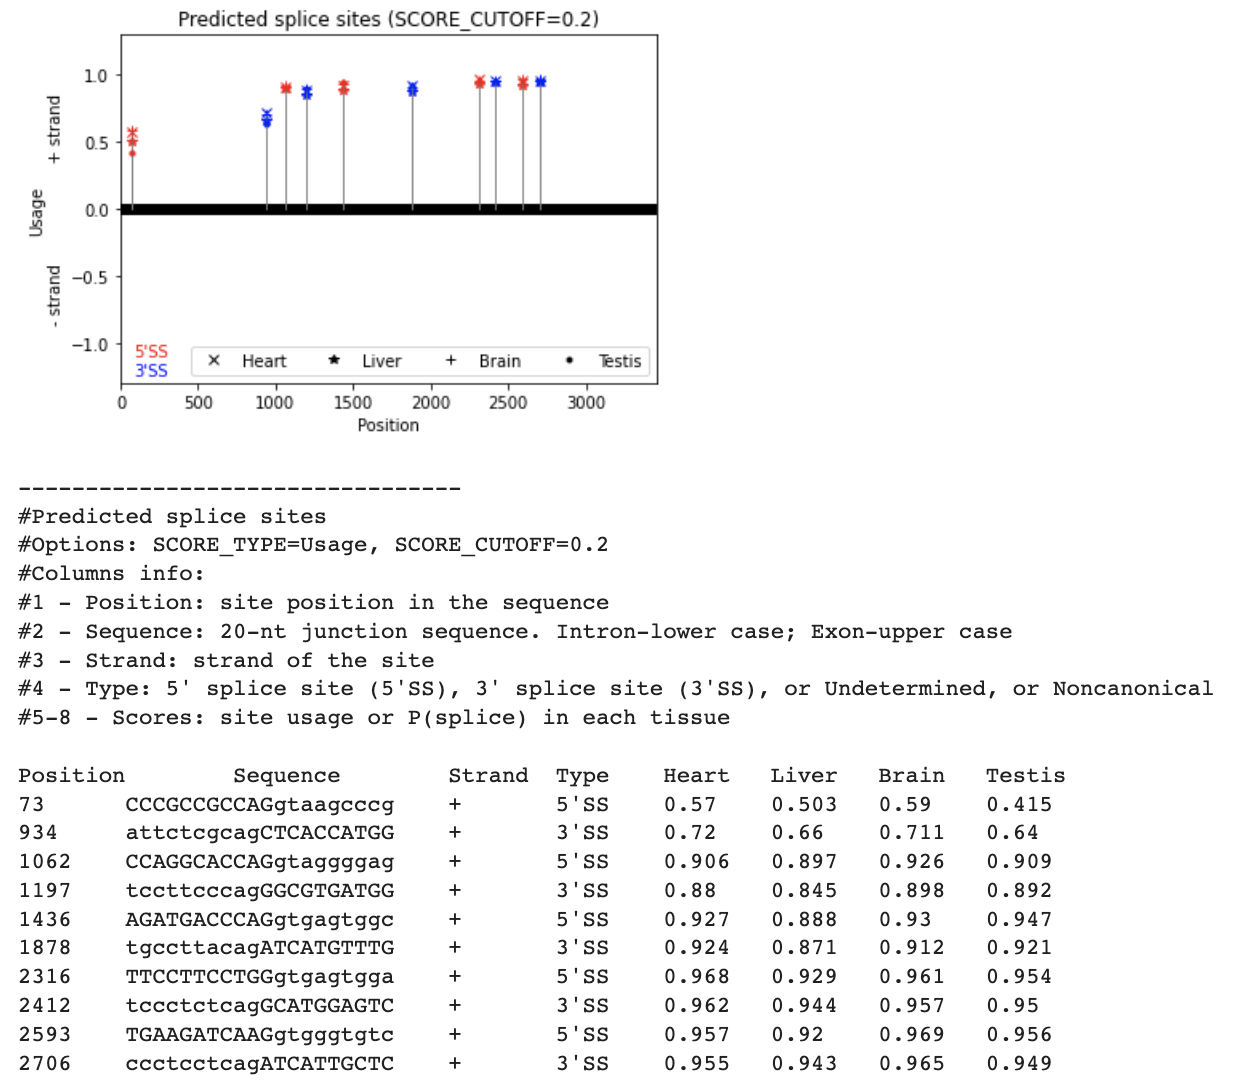 Predicted splice sites (SCORE_CUTOFF=0.2)
1.0
0.5
0.0
−0.5
−1.0
Usage
- strand
+ strand
5'SS
3'SS
Heart Liver Brain Testis
0 500 1000 1500 2000 2500 3000
Position
---------------------------------
#Predicted splice sites
#Options: SCORE_TYPE=Usage, SCORE_CUTOFF=0.2
#Columns info:
#1 - Position: site position in the sequence
#2 - Sequence: 20-nt junction sequence. Intron-lower case; Exon-upper case
#3 - Strand: strand of the site
#4 - Type: 5' splice site (5'SS), 3' splice site (3'SS), or Undetermined, or Noncanonical
#5-8 - Scores: site usage or P(splice) in each tissue
Position Sequence Strand Type Heart Liver Brain Testis
73 CCCGCCGCCAGgtaagcccg + 5'SS 0.57 0.503 0.59 0.415
934 attctcgcagCTCACCATGG + 3'SS 0.72 0.66 0.711 0.64
1062 CCAGGCACCAGgtaggggag + 5'SS 0.906 0.897 0.926 0.909
1197 tccttcccagGGCGTGATGG + 3'SS 0.88 0.845 0.898 0.892
1436 AGATGACCCAGgtgagtggc + 5'SS 0.927 0.888 0.93 0.947
1878 tgccttacagATCATGTTTG + 3'SS 0.924 0.871 0.912 0.921
2316 TTCCTTCCTGGgtgagtgga + 5'SS 0.968 0.929 0.961 0.954
2412 tccctctcagGCATGGAGTC + 3'SS 0.962 0.944 0.957 0.95
2593 TGAAGATCAAGgtgggtgtc + 5'SS 0.957 0.92 0.969 0.956
2706 ccctcctcagATCATTGCTC + 3'SS 0.955 0.943 0.965 0.949